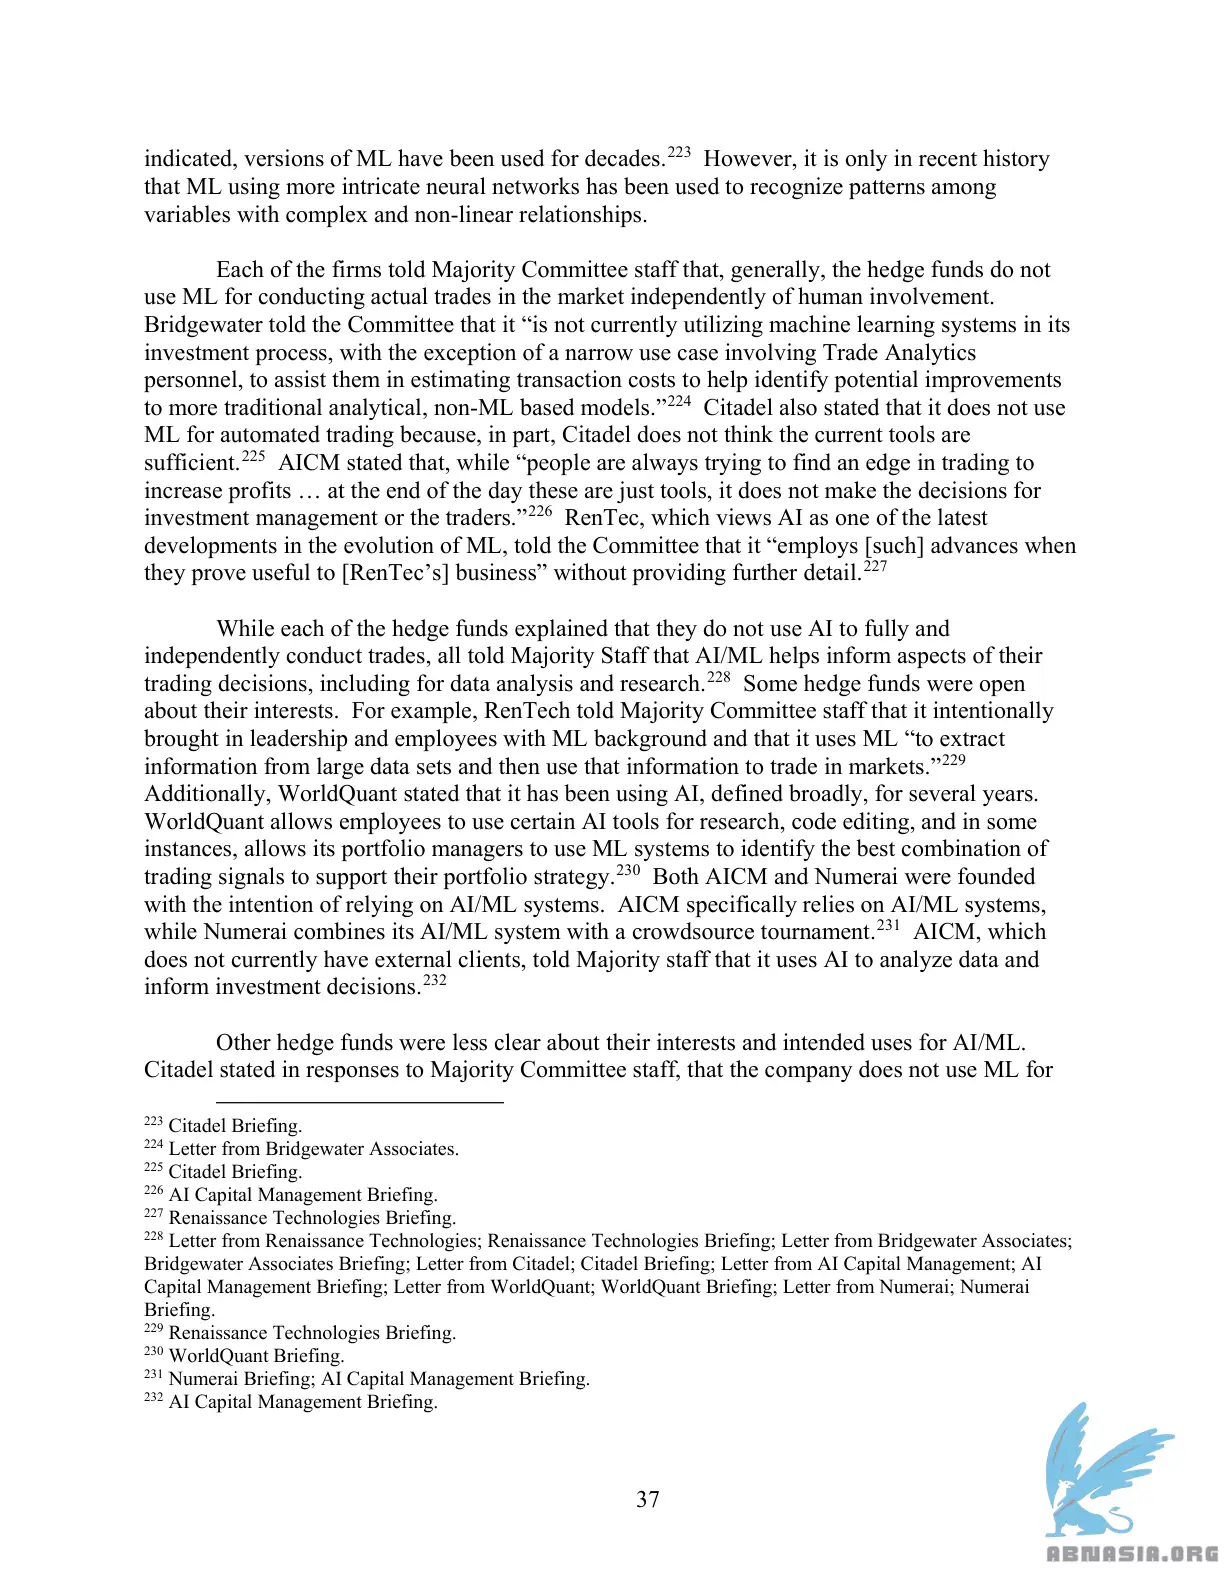 indicated, versions of ML have been used for decades.223  However, it is only in recent history
that ML using more intricate neural networks has been used to recognize patterns among
variables with complex and non-linear relationships.
Each of the firms told Majority Committee staff that, generally, the hedge funds do not
use ML for conducting actual trades in the market independently of human involvement.
Bridgewater told the Committee that it “is not currently utilizing machine learning systems in its
investment process, with the exception of a narrow use case involving Trade Analytics
personnel, to assist them in estimating transaction costs to help identify potential improvements
to more traditional analytical, non-ML based models.”224  Citadel also stated that it does not use
ML for automated trading because, in part, Citadel does not think the current tools are
sufficient.225  AICM stated that, while “people are always trying to find an edge in trading to
increase profits … at the end of the day these are just tools, it does not make the decisions for
investment management or the traders.”226  RenTec, which views AI as one of the latest
developments in the evolution of ML, told the Committee that it “employs [such] advances when
they prove useful to [RenTec’s] business” without providing further detail.227
While each of the hedge funds explained that they do not use AI to fully and
independently conduct trades, all told Majority Staff that AI/ML helps inform aspects of their
trading decisions, including for data analysis and research.228  Some hedge funds were open
about their interests.  For example, RenTech told Majority Committee staff that it intentionally
brought in leadership and employees with ML background and that it uses ML “to extract
information from large data sets and then use that information to trade in markets.”229
Additionally, WorldQuant stated that it has been using AI, defined broadly, for several years.
WorldQuant allows employees to use certain AI tools for research, code editing, and in some
instances, allows its portfolio managers to use ML systems to identify the best combination of
trading signals to support their portfolio strategy.230  Both AICM and Numerai were founded
with the intention of relying on AI/ML systems.  AICM specifically relies on AI/ML systems,
while Numerai combines its AI/ML system with a crowdsource tournament.231  AICM, which
does not currently have external clients, told Majority staff that it uses AI to analyze data and
inform investment decisions.232
Other hedge funds were less clear about their interests and intended uses for AI/ML.
Citadel stated in responses to Majority Committee staff, that the company does not use ML for
223 Citadel Briefing.
224 Letter from Bridgewater Associates.
225 Citadel Briefing.
226 AI Capital Management Briefing.
227 Renaissance Technologies Briefing.
228 Letter from Renaissance Technologies; Renaissance Technologies Briefing; Letter from Bridgewater Associates;
Bridgewater Associates Briefing; Letter from Citadel; Citadel Briefing; Letter from AI Capital Management; AI
Capital Management Briefing; Letter from WorldQuant; WorldQuant Briefing; Letter from Numerai; Numerai
Briefing.
229 Renaissance Technologies Briefing.
230 WorldQuant Briefing.
231 Numerai Briefing; AI Capital Management Briefing.
232 AI Capital Management Briefing.
37
ABNASIA.ORG